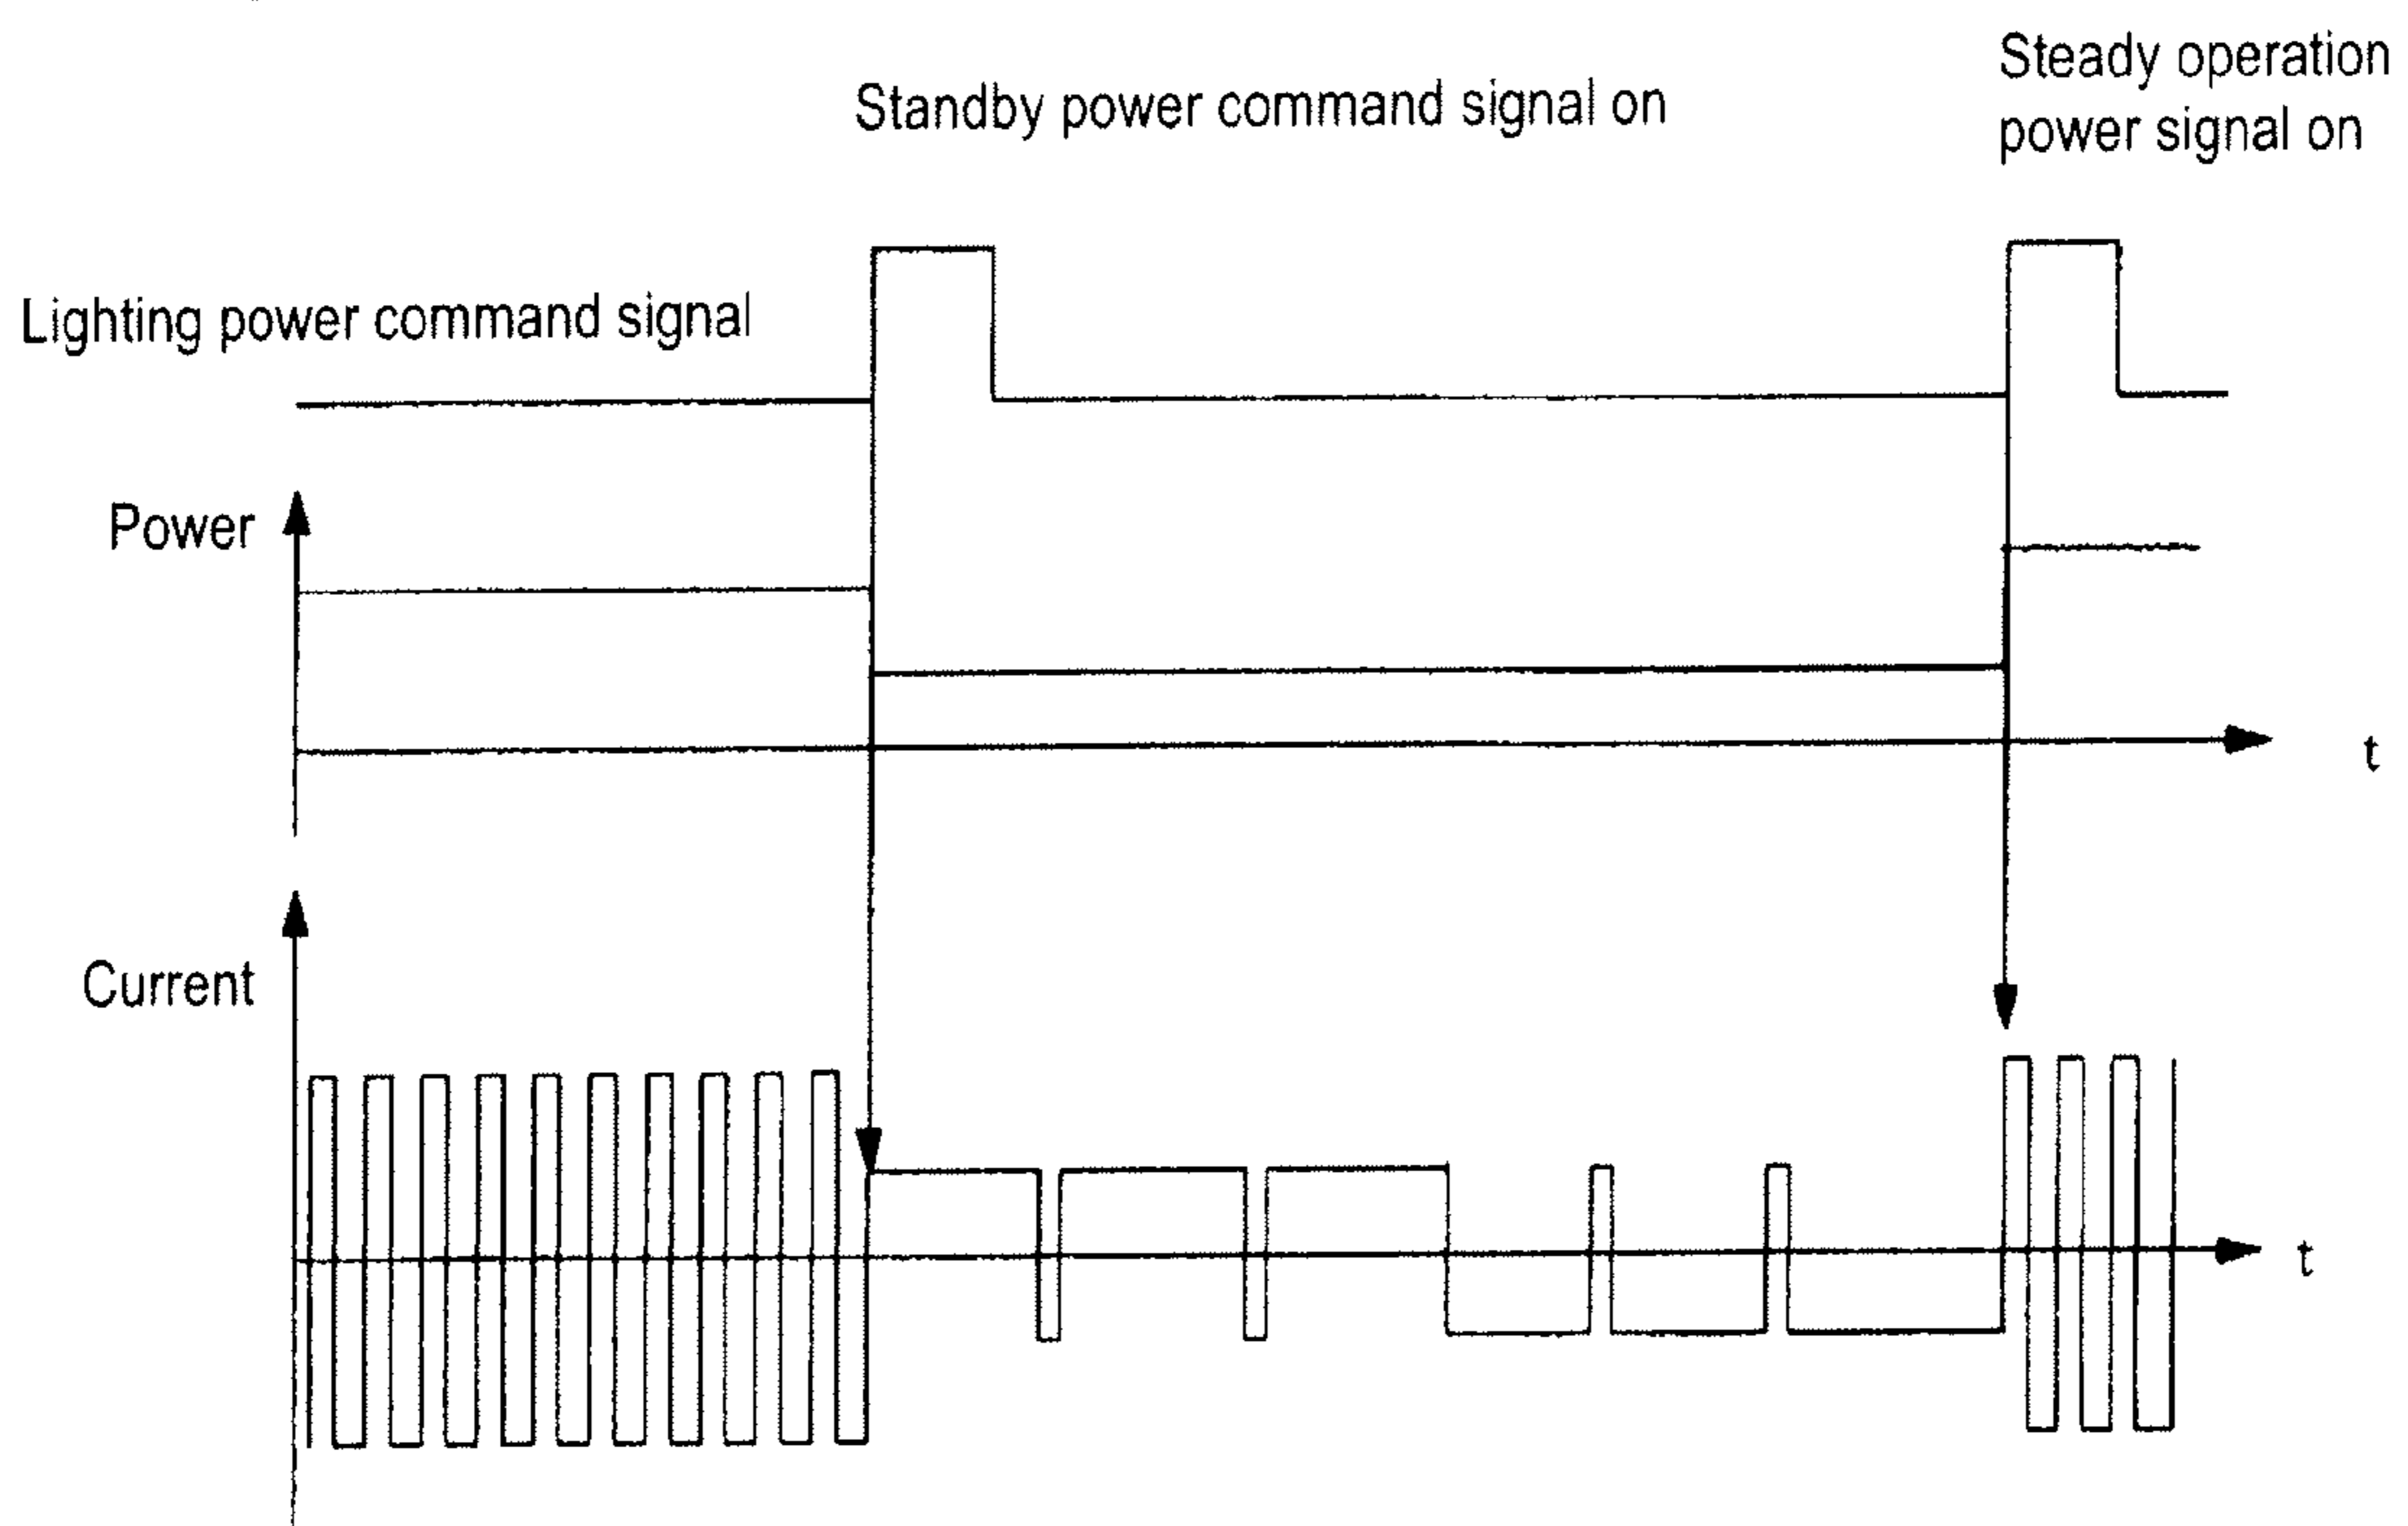 Steady operation
power signal on
Standby power command signal on
Lighting power command signal
Power
t
Current
t